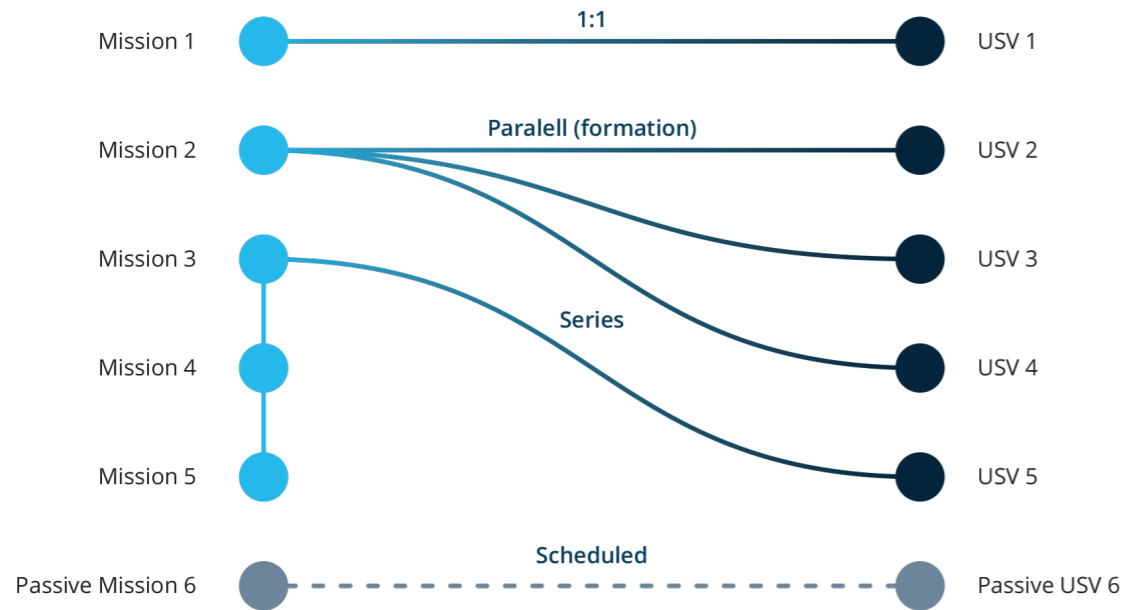 1:1
Mission 1
USV 1
Paralell (formation)
Mission 2
USV 2
Mission 3
USV 3
Series
Mission 4
USV 4
Mission 5
USV 5
Scheduled
Passive Mission 6
Passive USV 6